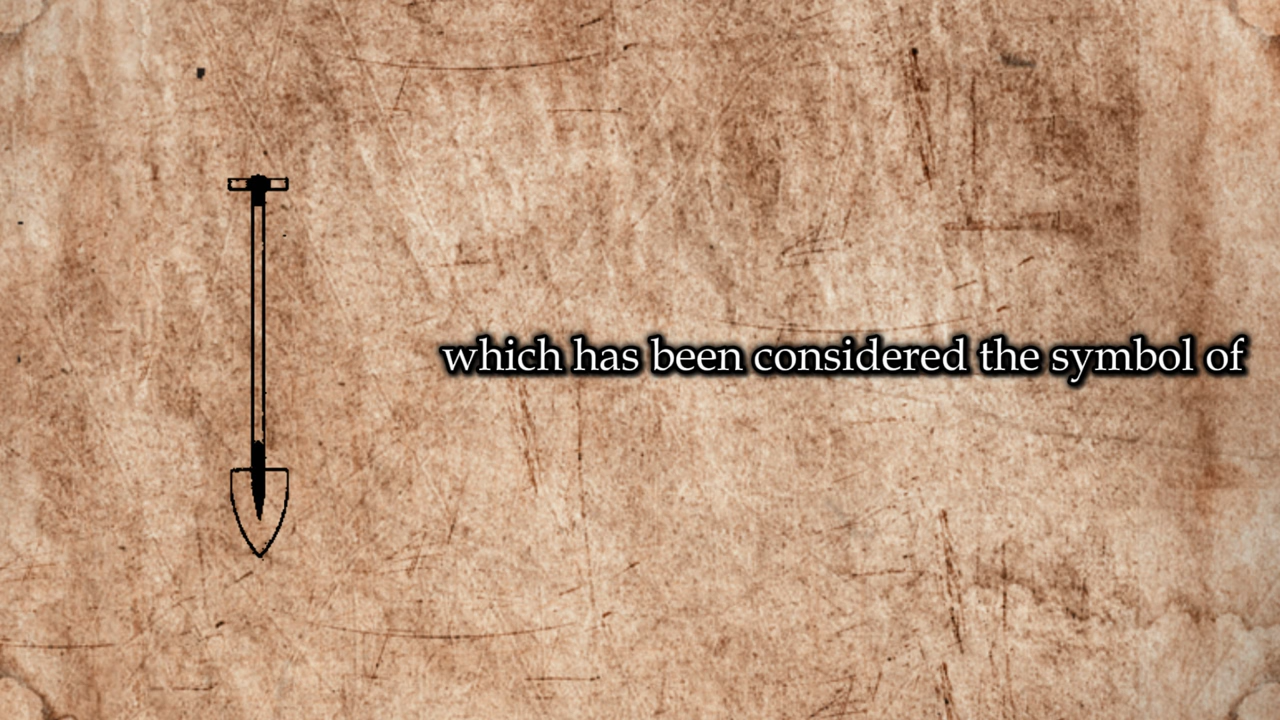 which has been considered the symbol of